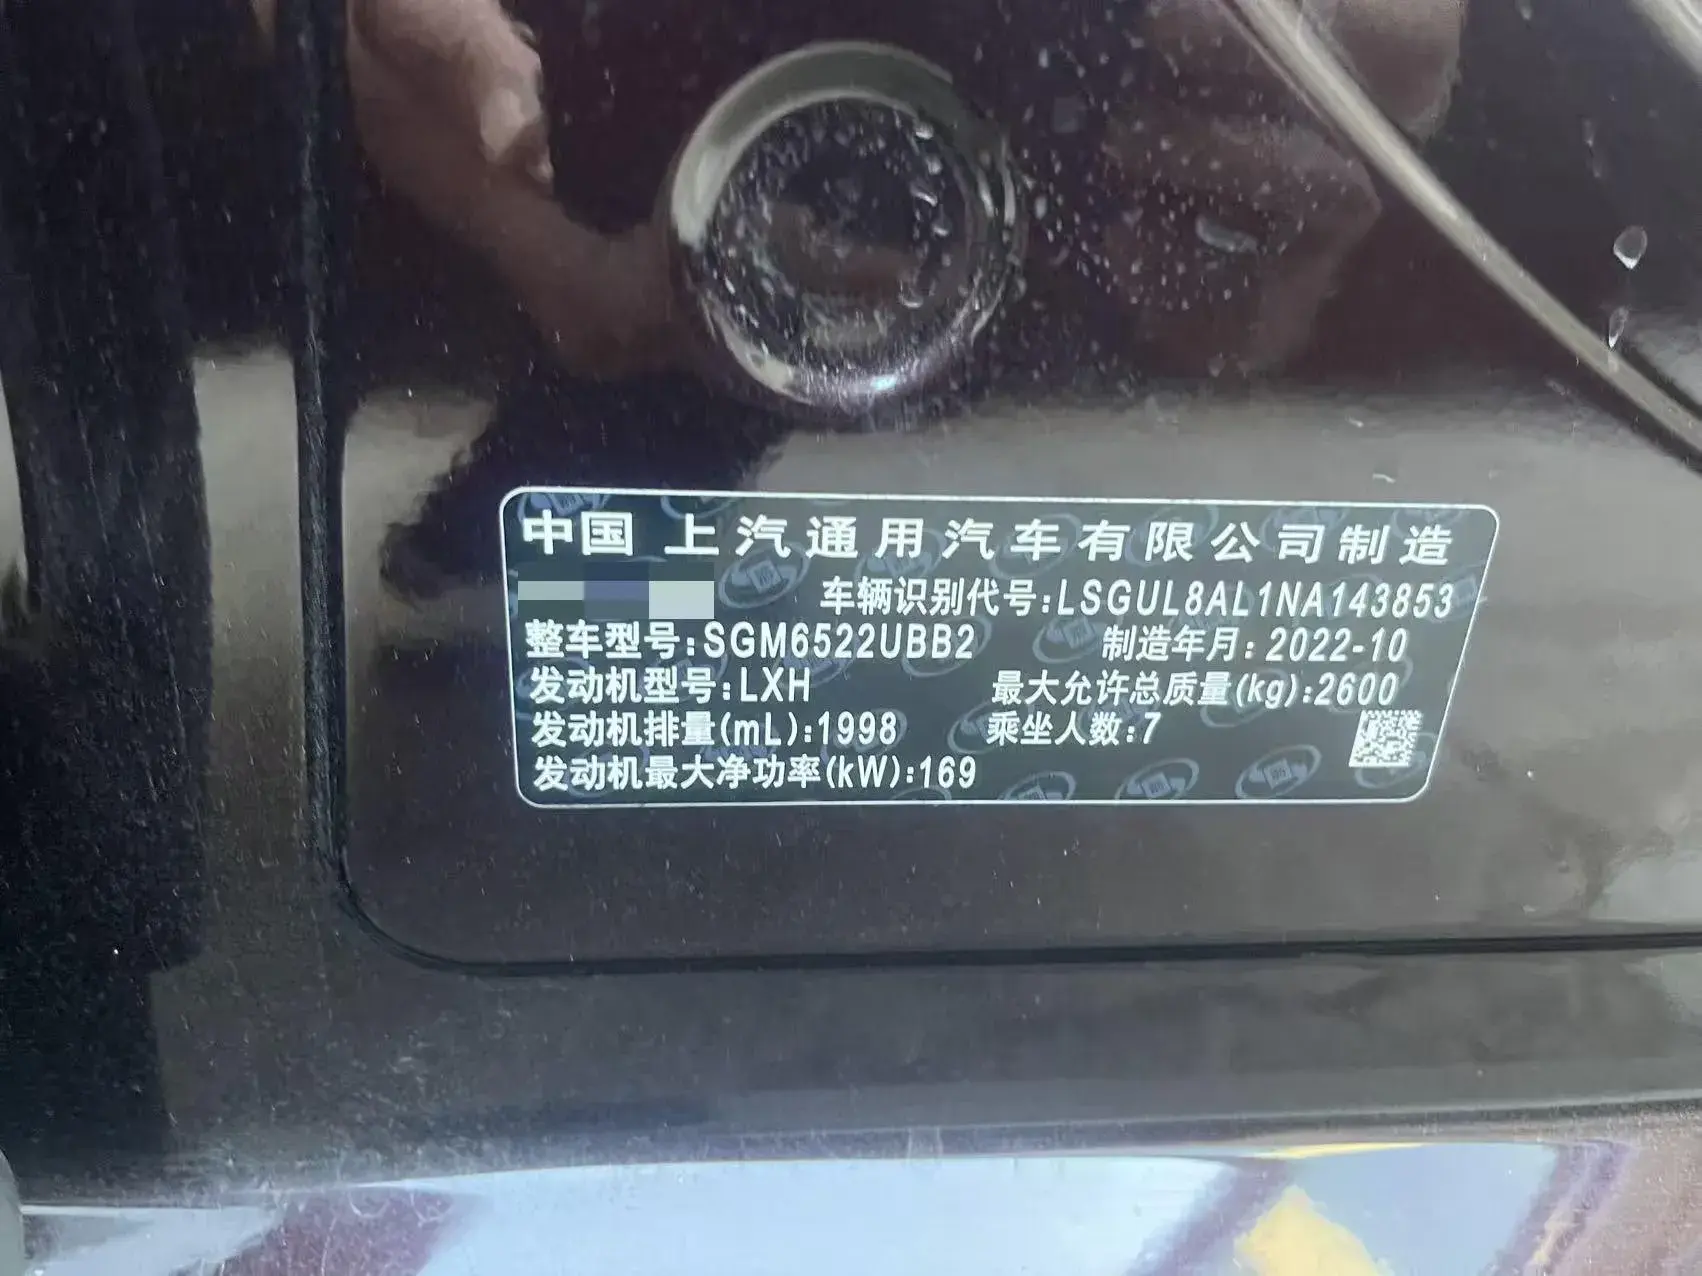 中国 上汽通用汽车有限公司制造
车辆识别代号:LSGUL8AL1NA143853
整车型号:SGM6522UBB2 制造年月:2022-10
发动机型号:LXH 最大允许总质量(kg):2600
发动机排量(mL):1998 乘坐人数:7
发动机最大净功率(kW):169